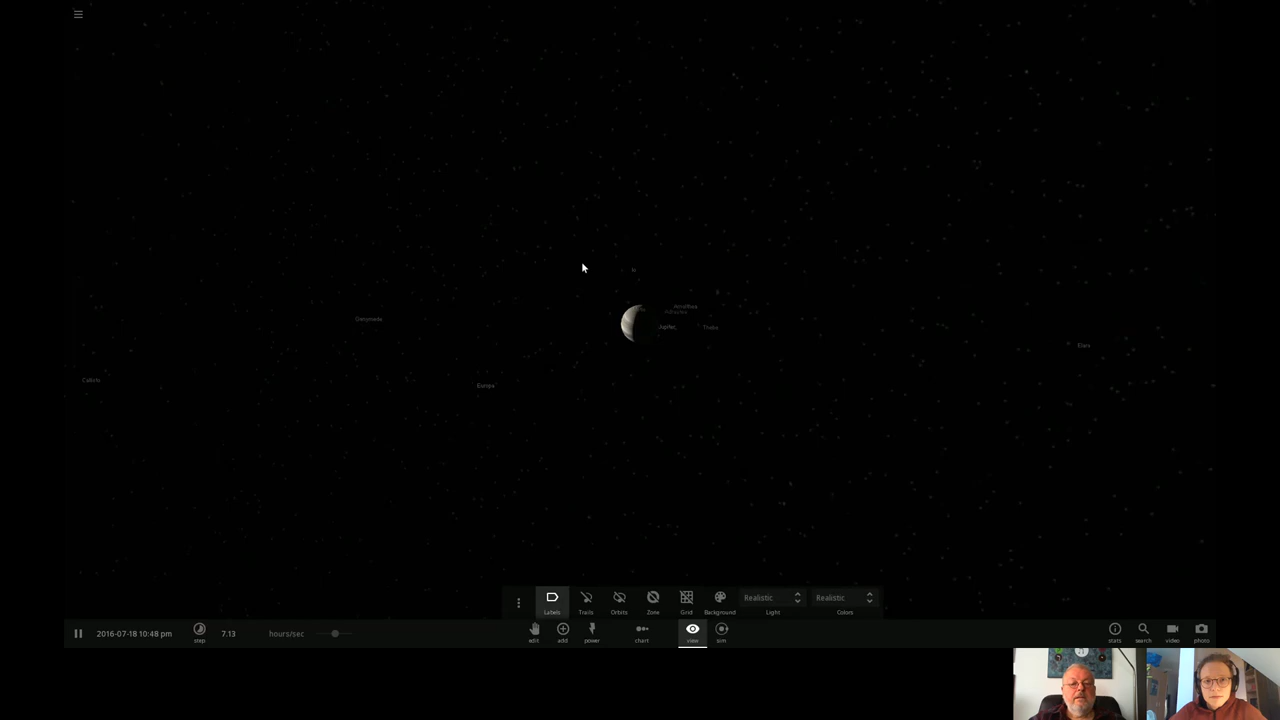 Io
Amalthea
Adrastea
Ganymede
Jupiter
Thebe
Elara
Callisto
Europa
Labels
Trails
Orbits
Zone
Grid
Background
Realistic
Light
Realistic
Colors
2016-07-18 10:48 pm
step
7.13
hours/sec
edit
add
power
chart
view
sim
stats
search
video
photo